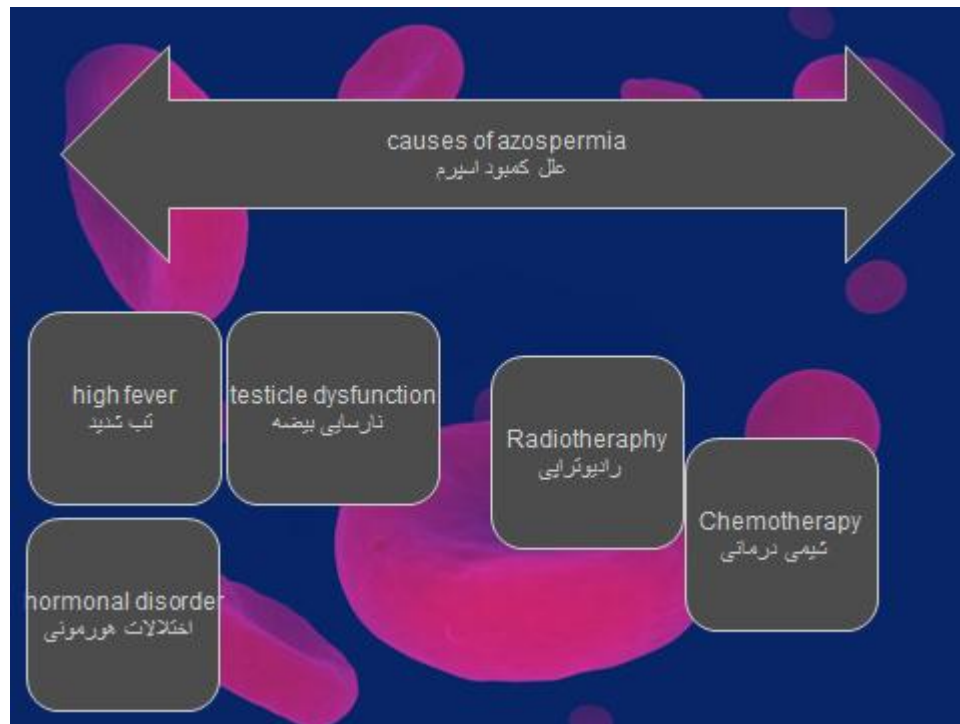 causes of azospermia
علل کمبود اسپرم
high fever
تب شدید
testicle dysfunction
نارسایی بیضه
Radiotheraphy
رادیوتراپی
Chemotherapy
شیمی درمانی
hormonal disorder
اختلالات هورمونی